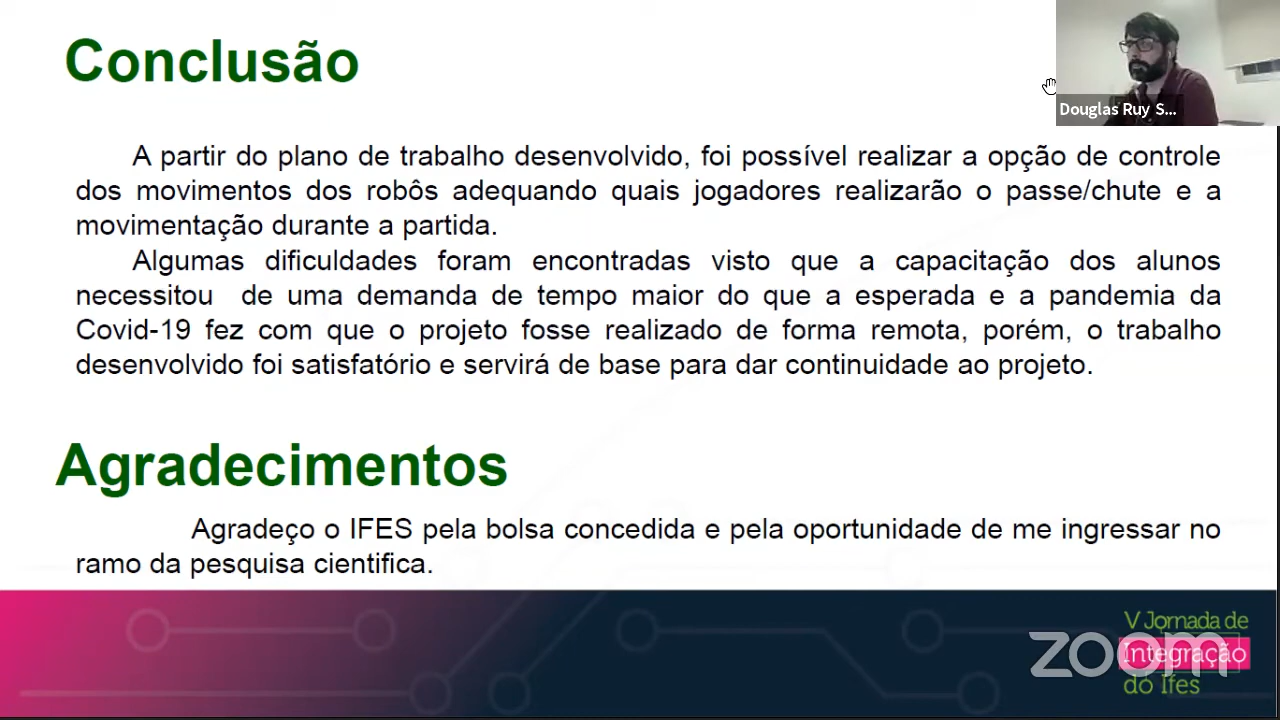 Conclusão
Douglas Ruy S...
A partir do plano de trabalho desenvolvido, foi possível realizar a opção de controle
dos movimentos dos robôs adequando quais jogadores realizarão o passe/chute e a
movimentação durante a partida.
Algumas dificuldades foram encontradas visto que a capacitação dos alunos
necessitou de uma demanda de tempo maior do que a esperada e a pandemia da
Covid-19 fez com que o projeto fosse realizado de forma remota, porém, o trabalho
desenvolvido foi satisfatório e servirá de base para dar continuidade ao projeto.
Agradecimentos
Agradeço o IFES pela bolsa concedida e pela oportunidade de me ingressar no
ramo da pesquisa cientifica.
V Jornada de
Integração
do Ifes
zoom